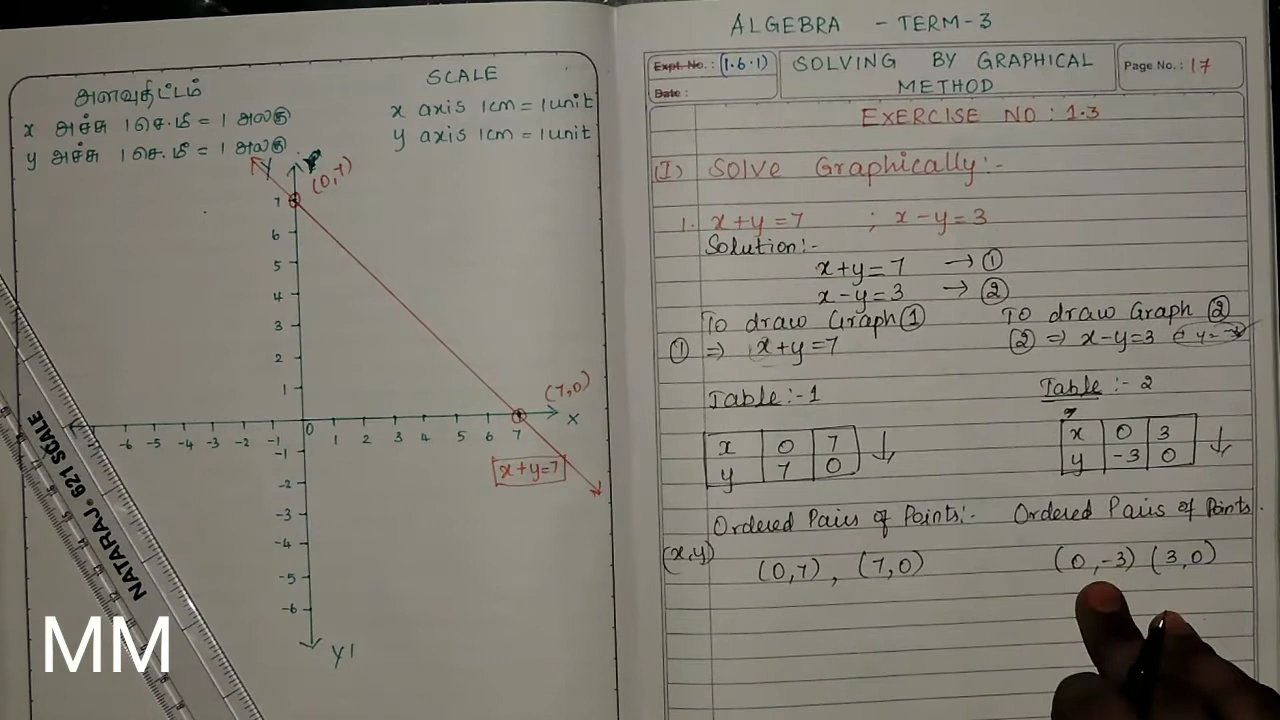 அளவுதிட்டம்
x அச்சு 1செ.மீ = 1 அலகு
y அச்சு 1செ.மீ = 1 அலகு
SCALE
x axis 1cm = 1unit
y axis 1cm = 1unit
Y
(0,7)
7
6
5
4
3
2
1
(7,0)
X
-6 -5 -4 -3 -2 -1 0 1 2 3 4 5 6 7
-1
-2
-3
-4
-5
-6
x+y=7
Y1
NATARAJ. 621 SCALE
MM
ALGEBRA - TERM-3
Expt. No. : (1.6.1)
Date :
SOLVING BY GRAPHICAL
METHOD
Page No. : 17
EXERCISE NO : 1.3
(I) Solve Graphically:-
1. x+y=7 ; x-y=3
Solution:-
x+y=7 → ①
x-y=3 → ②
To draw Graph ① TO draw Graph ②
① ⇒ x+y=7 ② ⇒ x-y=3
Table:-1 Table :- 2
x 0 7
y 7 0
x 0 3
y -3 0
Ordered Pairs of Points:- Ordered Pairs of Points.
(x,y) (0,7) , (7,0) (0,-3) (3,0)